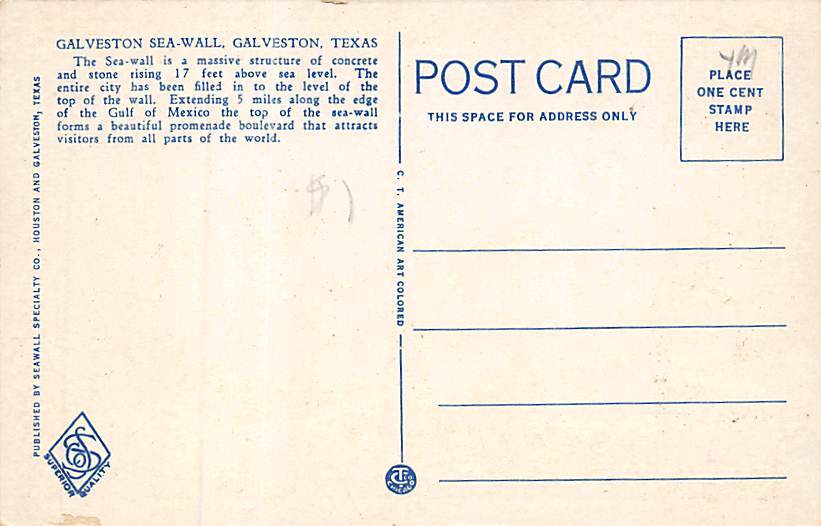 GALVESTON SEA-WALL, GALVESTON, TEXAS
The Sea-wall is a massive structure of concrete
and stone rising 17 feet above sea level. The
entire city has been filled in to the level of the
top of the wall. Extending 5 miles along the edge
of the Gulf of Mexico the top of the sea-wall
forms a beautiful promenade boulevard that attracts
visitors from all parts of the world.
$1
PUBLISHED BY SEAWALL SPECIALTY CO., HOUSTON AND GALVESTON, TEXAS
SUPERIOR QUALITY
C. T. AMERICAN ART COLORED
CHICAGO
POST CARD
THIS SPACE FOR ADDRESS ONLY
PLACE
ONE CENT
STAMP
HERE